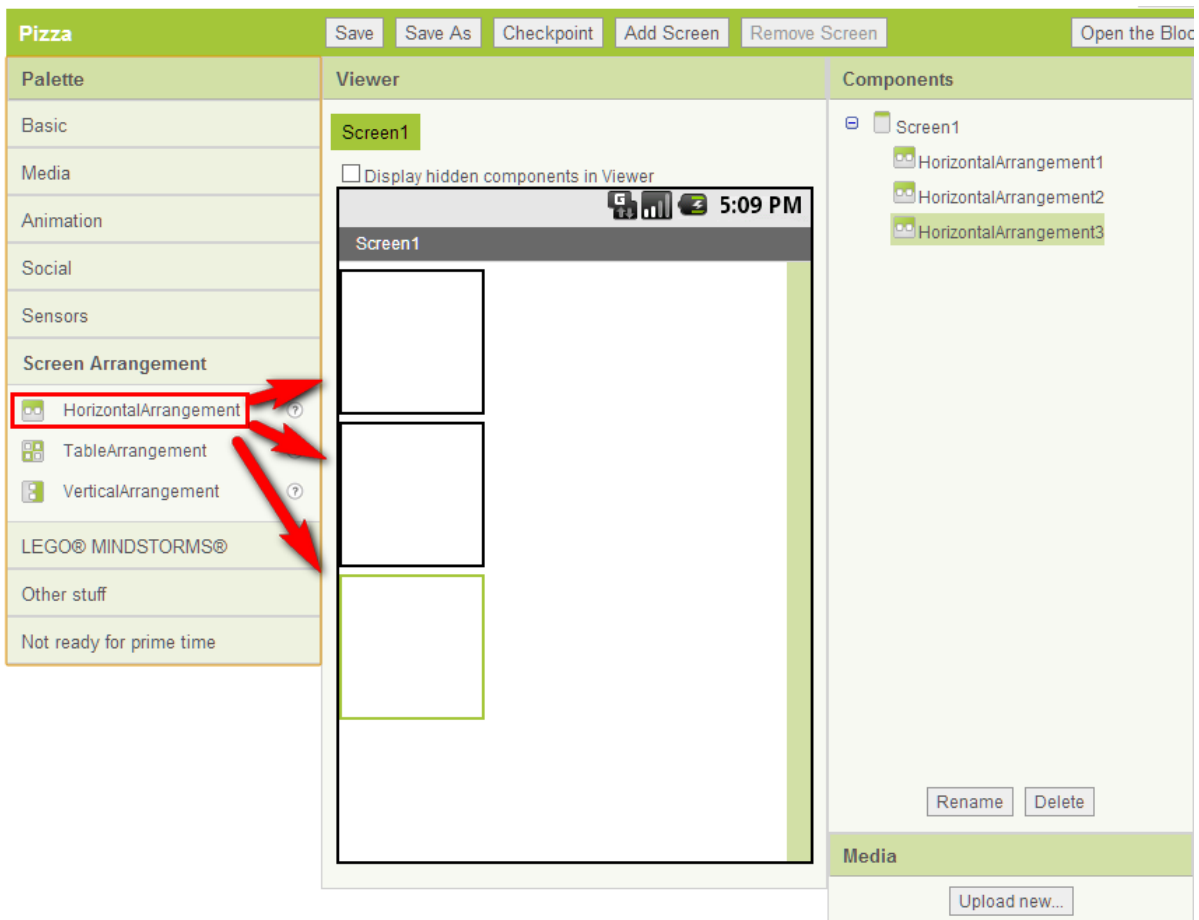 Pizza
Save
Save As
Checkpoint
Add Screen
Remove Screen
Open the Bloc
Palette
Basic
Media
Animation
Social
Sensors
Screen Arrangement
HorizontalArrangement
?
TableArrangement
VerticalArrangement
?
LEGO® MINDSTORMS®
Other stuff
Not ready for prime time
Viewer
Screen1
Display hidden components in Viewer
G
5:09 PM
Screen1
Components
Screen1
HorizontalArrangement1
HorizontalArrangement2
HorizontalArrangement3
Rename
Delete
Media
Upload new...